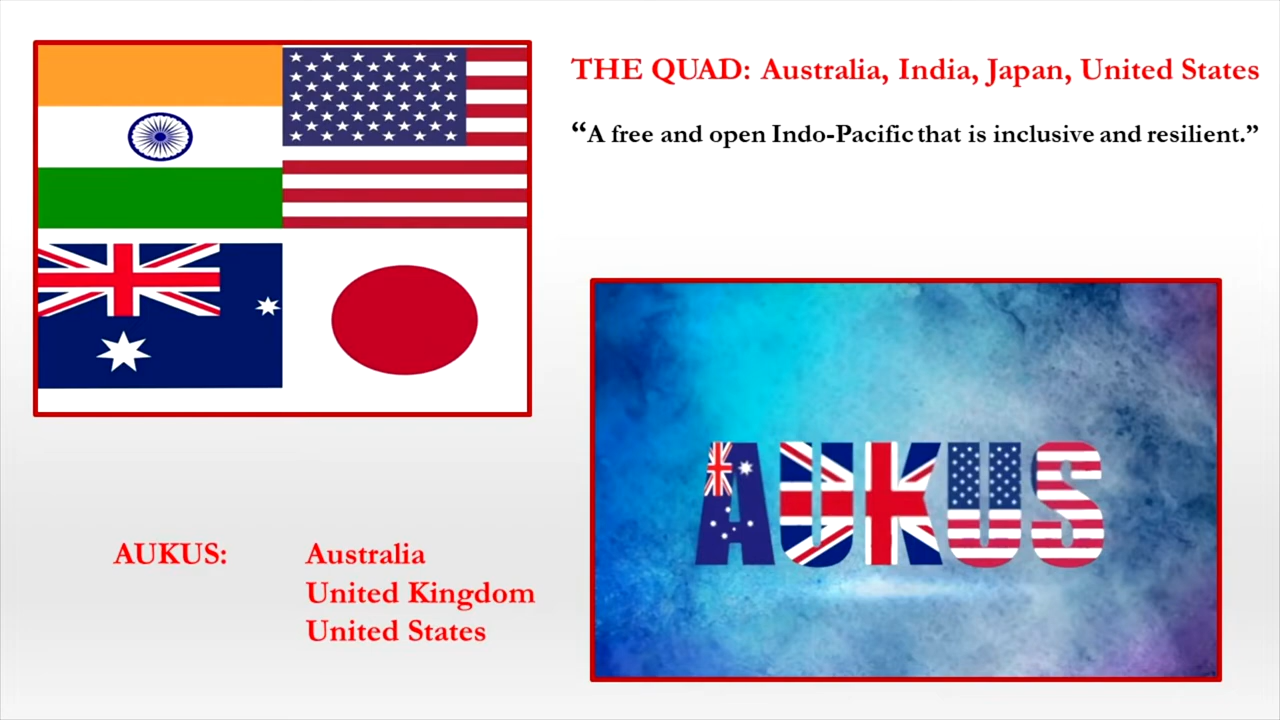 THE QUAD: Australia, India, Japan, United States
“A free and open Indo-Pacific that is inclusive and resilient.”
AUKUS
AUKUS: Australia
United Kingdom
United States